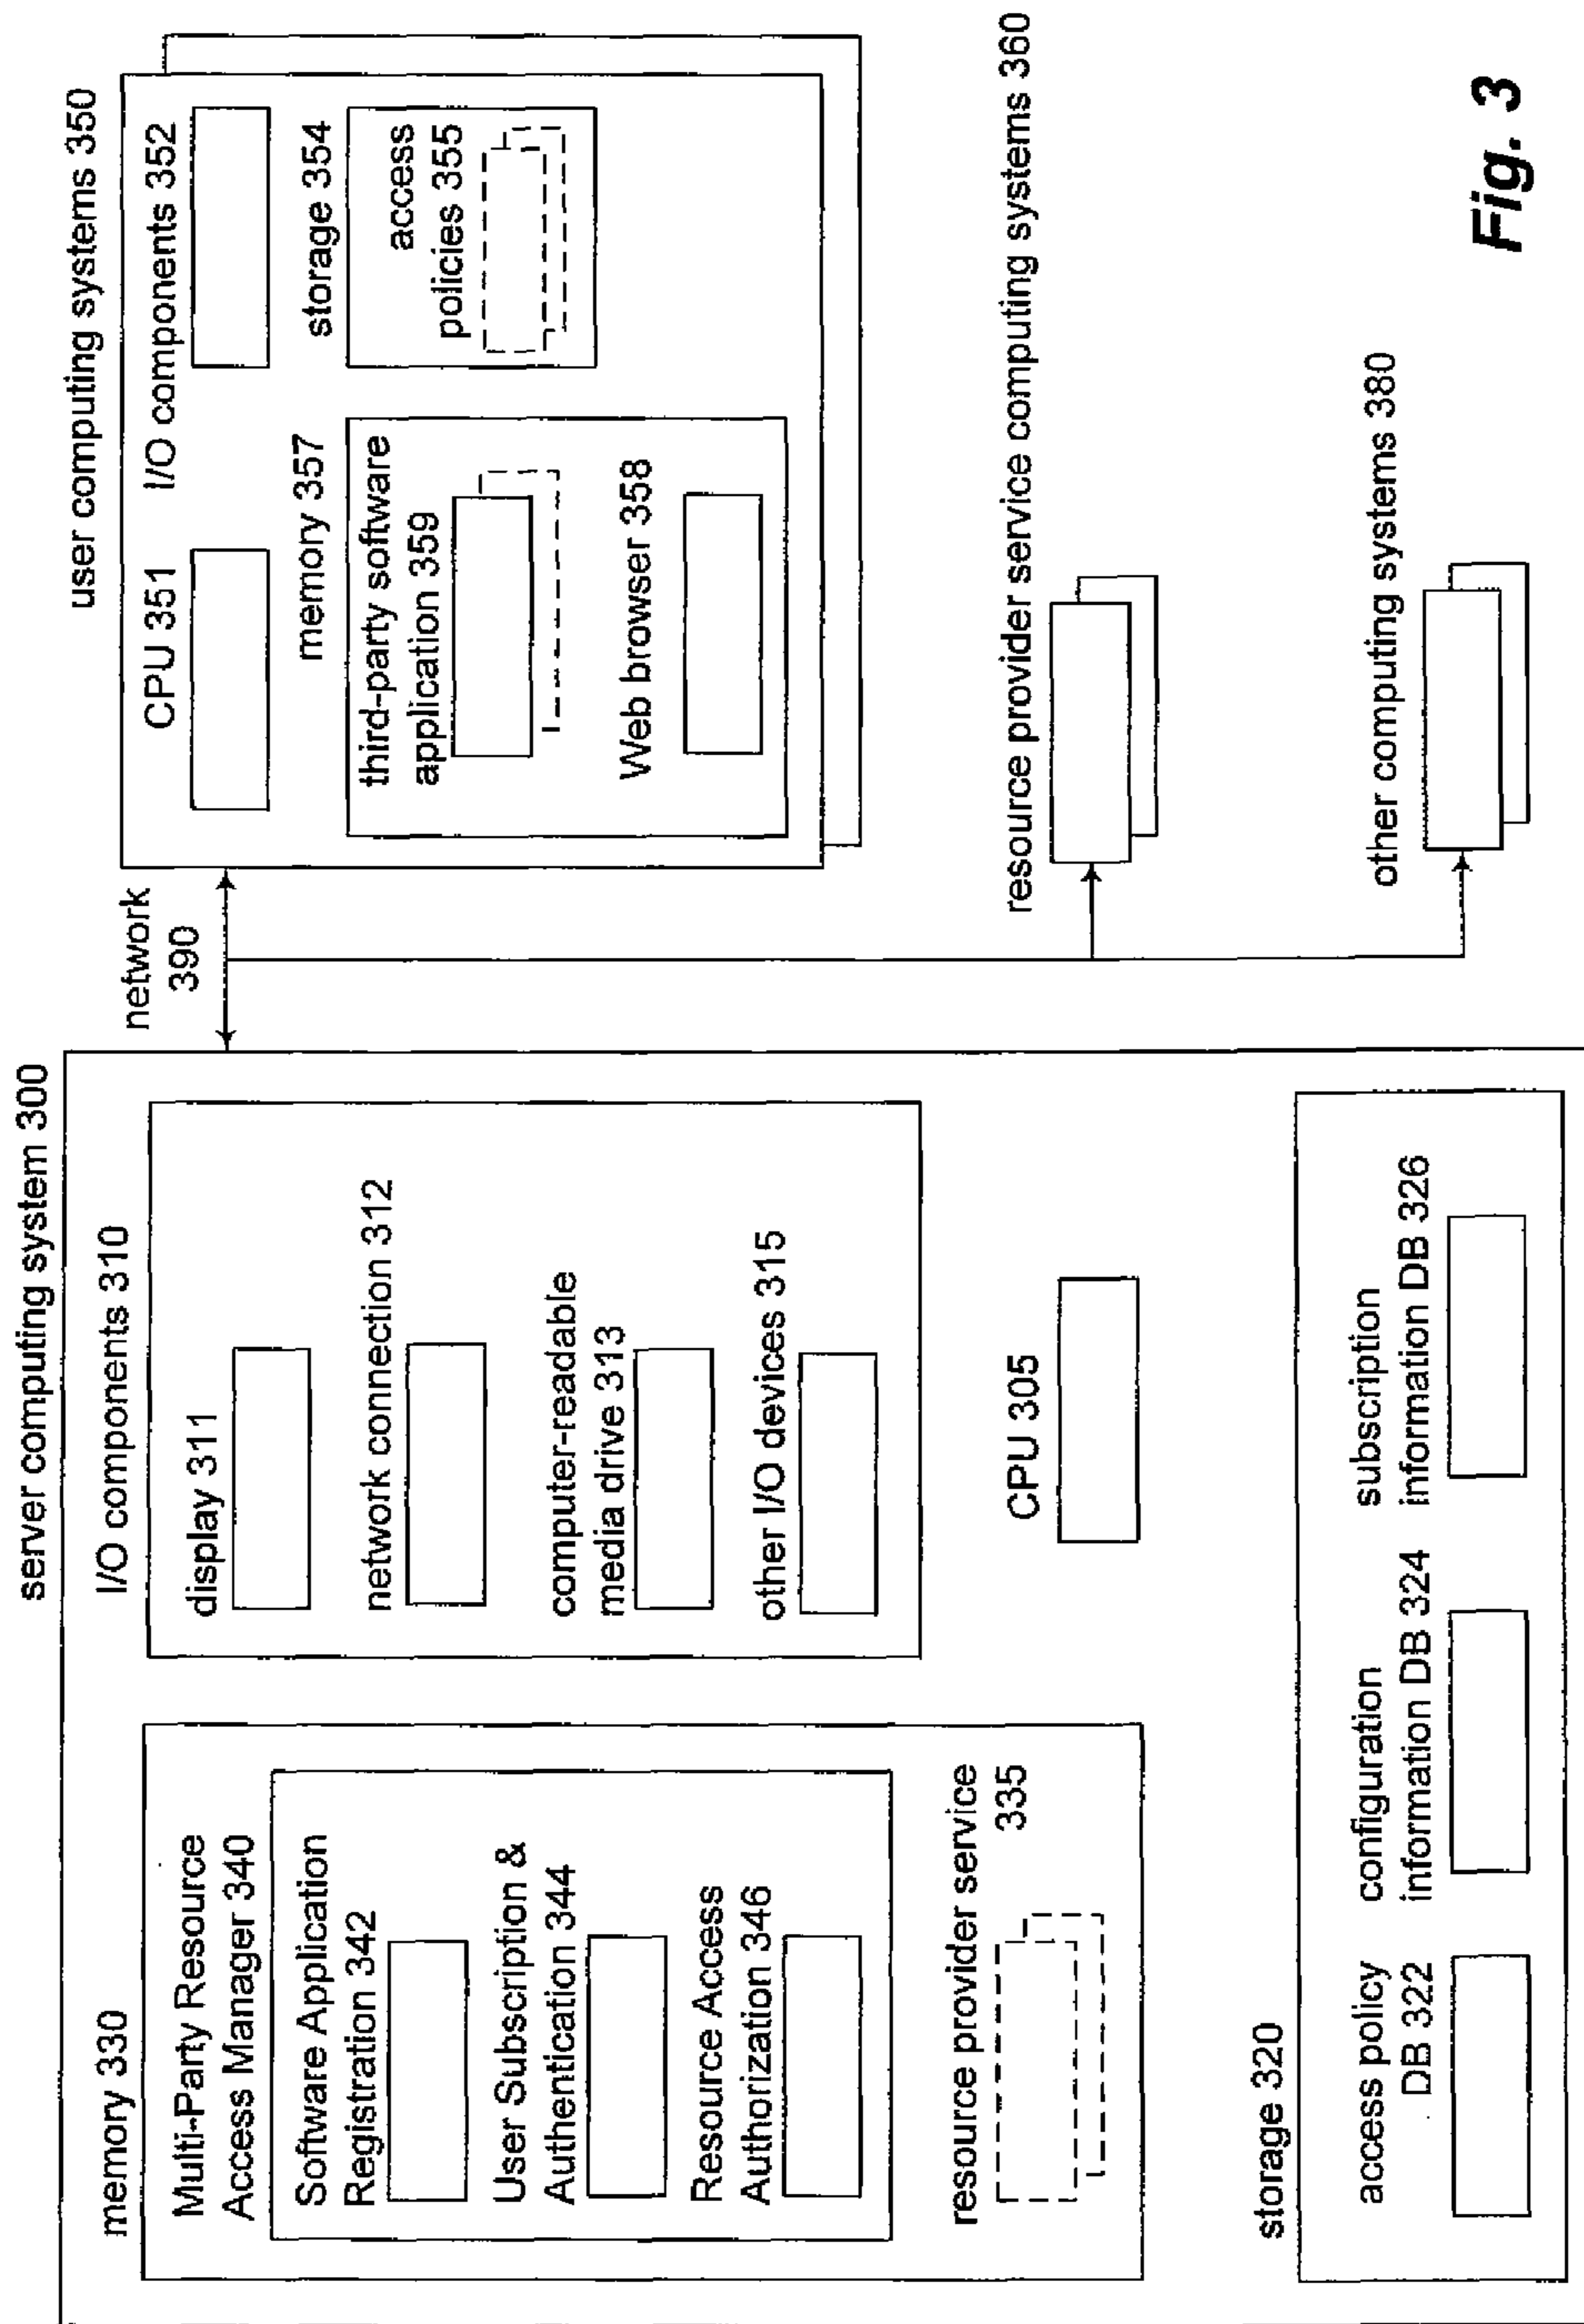 server computing system 300
memory 330
Multi-Party Resource
Access Manager 340
Software Application
Registration 342
User Subscription &
Authentication 344
Resource Access
Authorization 346
resource provider service
335
I/O components 310
display 311
network connection 312
computer-readable
media drive 313
other I/O devices 315
CPU 305
storage 320
access policy
DB 322
configuration
information DB 324
subscription
information DB 326
network
390
user computing systems 350
CPU 351
I/O components 352
memory 357
third-party software
application 359
Web browser 358
storage 354
access
policies 355
resource provider service computing systems 360
other computing systems 380
Fig. 3